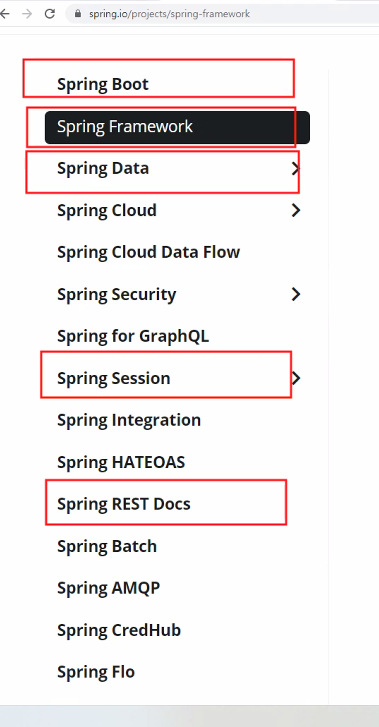 spring.io/projects/spring-framework
Spring Boot
Spring Framework
Spring Data
Spring Cloud
Spring Cloud Data Flow
Spring Security
Spring for GraphQL
Spring Session
Spring Integration
Spring HATEOAS
Spring REST Docs
Spring Batch
Spring AMQP
Spring CredHub
Spring Flo